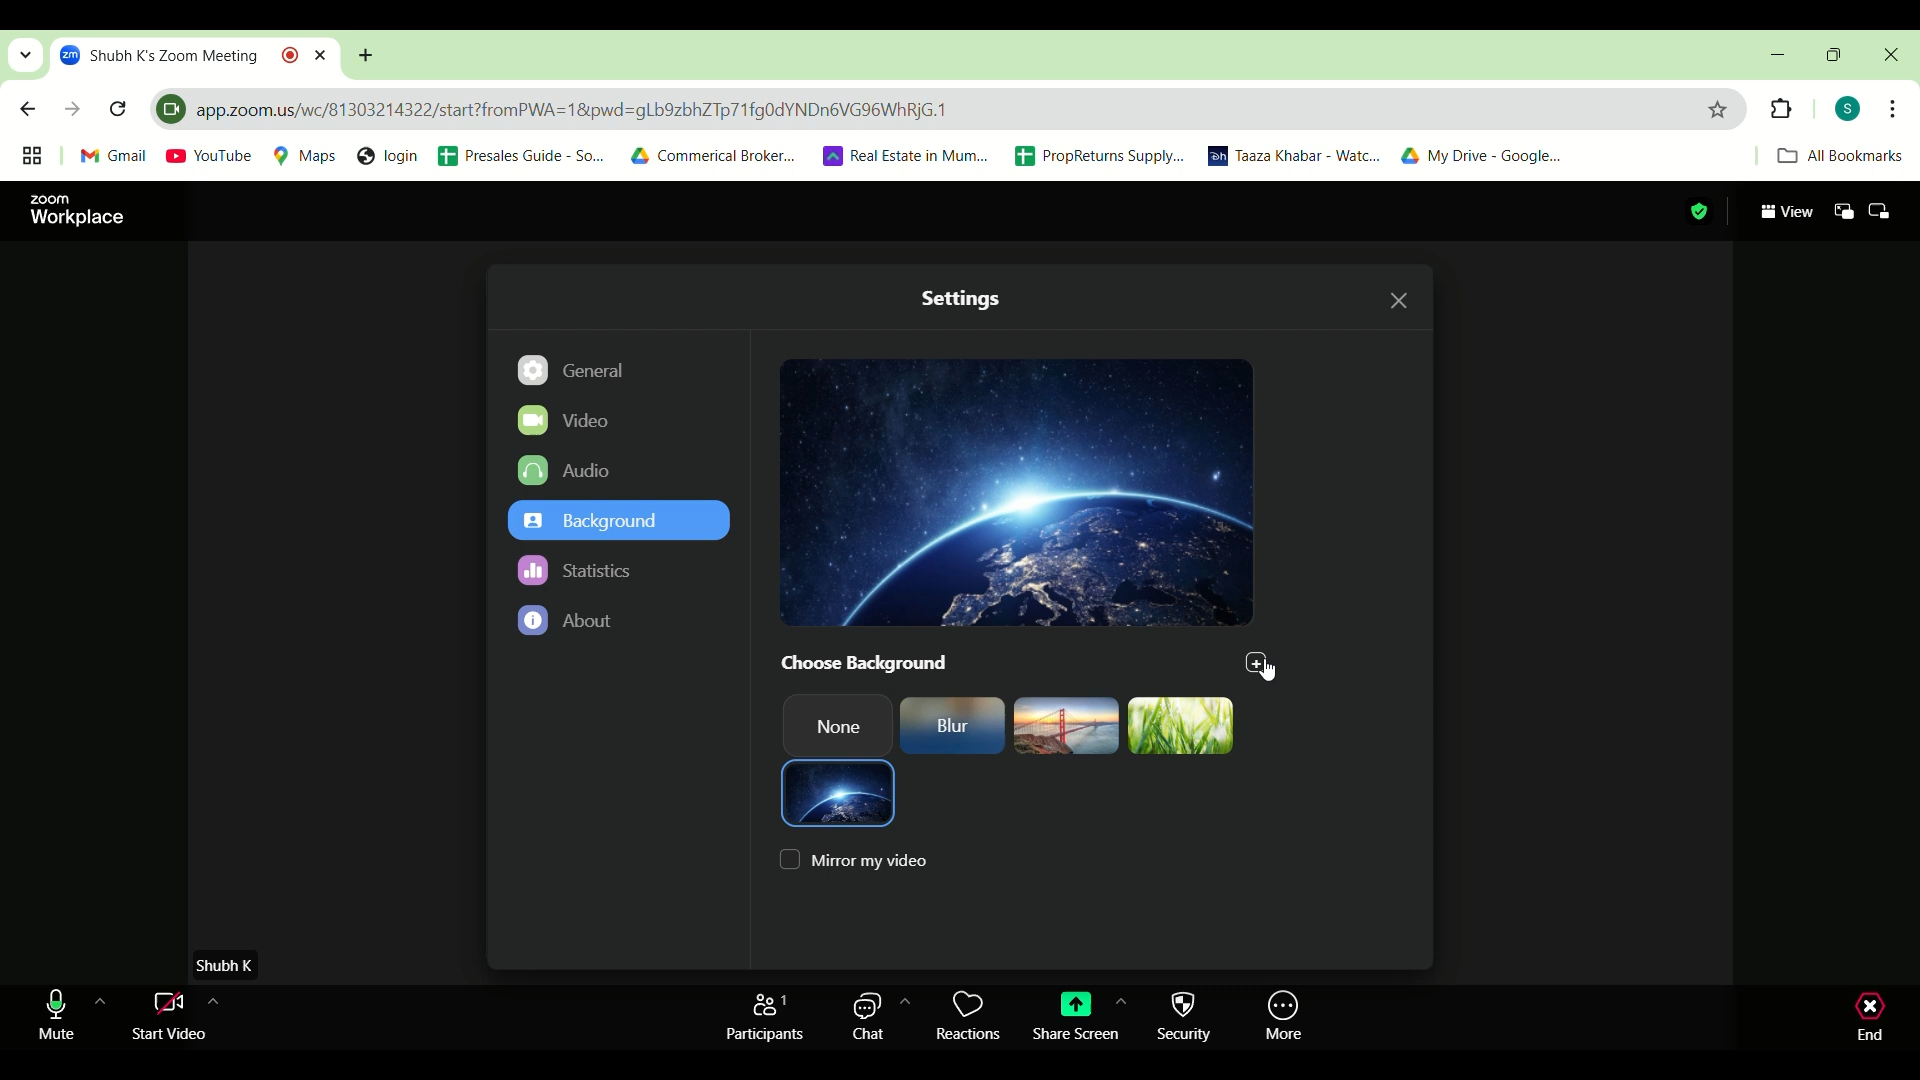 zm Shubh K's Zoom Meeting
app.zoom.us/wc/81303214322/start?fromPWA=1&pwd=gLb9zbhZTp71fg0dYNDn6VG96WhRjG.1 S
Gmail YouTube Maps login Presales Guide - So... Commerical Broker... Real Estate in Mum... PropReturns Supply... Dh Taaza Khabar - Watc... My Drive - Google... All Bookmarks
zoom
Workplace
View
Settings
General
Video
Audio
Background
Statistics
About
Choose Background
None Blur
Mirror my video
Shubh K
1
Mute Start Video Participants Chat Reactions Share Screen Security More End